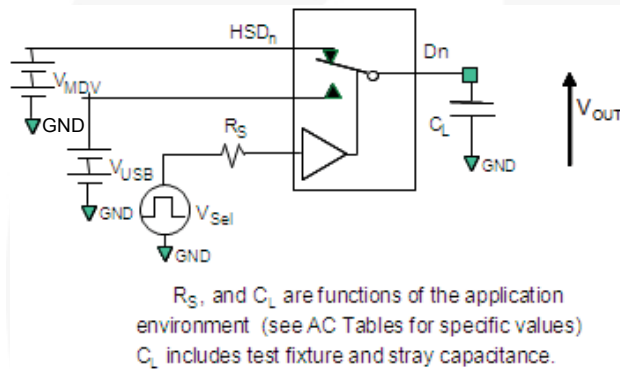 HSDn
Dn
VMDV
GND
RS
CL
VOUT
GND
VUSB
GND
VSel
GND
RS, and CL are functions of the application
environment (see AC Tables for specific values)
CL includes test fixture and stray capacitance.